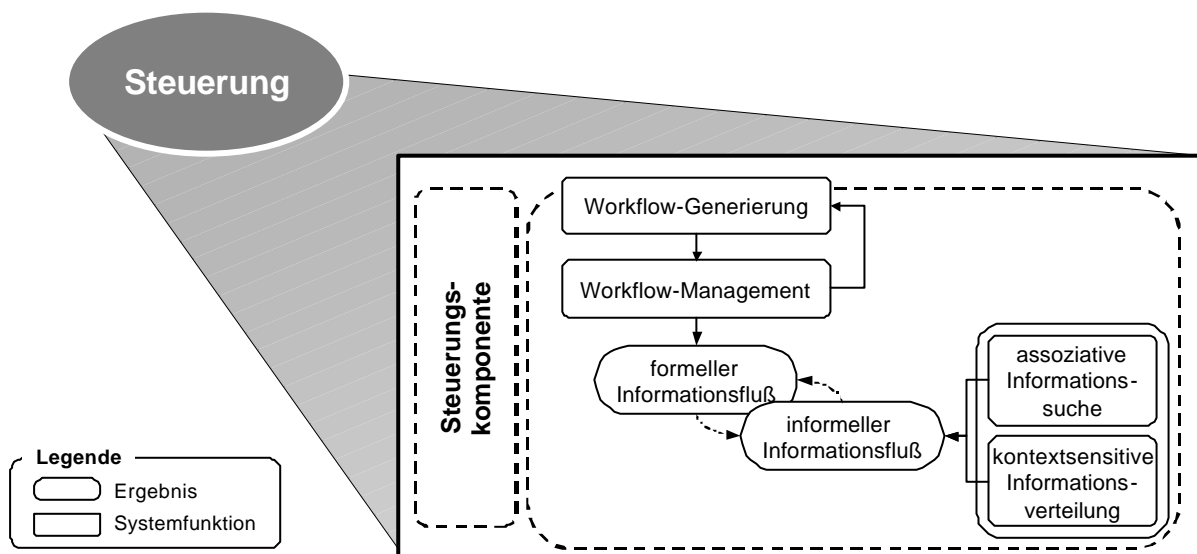 Steuerung
Steuerungs-
komponente
Workflow-Generierung
Workflow-Management
formeller
Informationsfluß
informeller
Informationsfluß
assoziative
Informations-
suche
kontextsensitive
Informations-
verteilung
Legende
Ergebnis
Systemfunktion